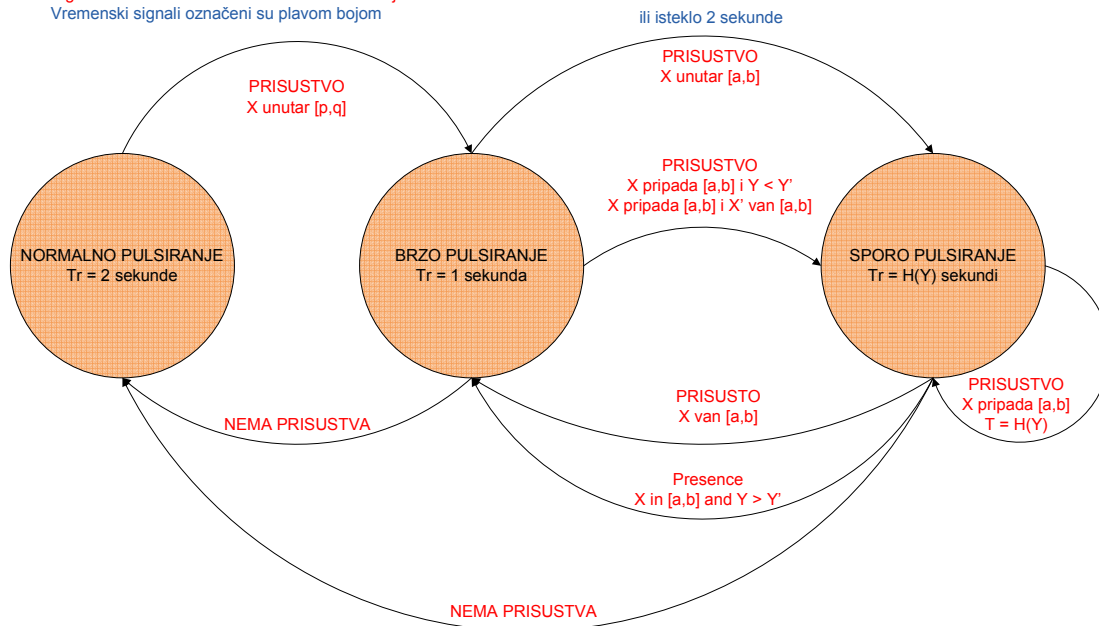 Vremenski signali označeni su plavom bojom
ili isteklo 2 sekunde
PRISUSTVO
X unutar [p,q]
PRISUSTVO
X unutar [a,b]
PRISUSTVO
X pripada [a,b] i Y < Y'
X pripada [a,b] i X' van [a,b]
NORMALNO PULSIRANJE
Tr = 2 sekunde
BRZO PULSIRANJE
Tr = 1 sekunda
SPORO PULSIRANJE
Tr = H(Y) sekundi
PRISUSTVO
X pripada [a,b]
T = H(Y)
PRISUSTO
X van [a,b]
NEMA PRISUSTVA
Presence
X in [a,b] and Y > Y'
NEMA PRISUSTVA